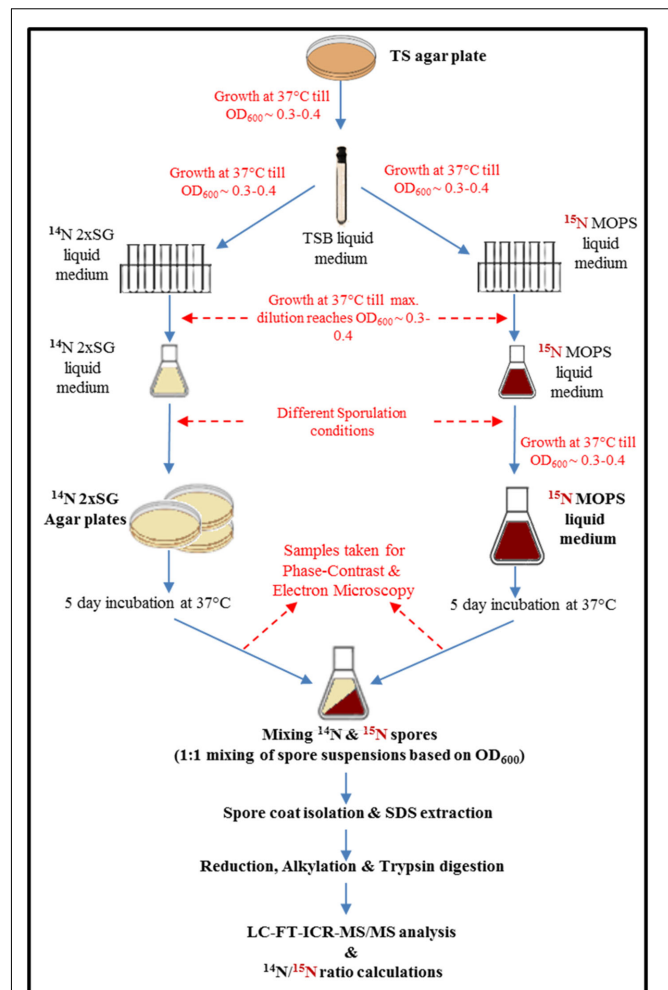 TS agar plate
Growth at 37°C till
OD₆₀₀ ~ 0.3-0.4
Growth at 37°C till
OD₆₀₀ ~ 0.3-0.4
Growth at 37°C till
OD₆₀₀ ~ 0.3-0.4
TSB liquid
medium
¹⁴N 2xSG
liquid
medium
¹⁵N MOPS
liquid
medium
Growth at 37°C till max.
dilution reaches OD₆₀₀ ~ 0.3-
0.4
¹⁴N 2xSG
liquid
medium
¹⁵N MOPS
liquid
medium
Different Sporulation
conditions
Growth at 37°C till
OD₆₀₀ ~ 0.3-0.4
¹⁴N 2xSG
Agar plates
¹⁵N MOPS
liquid
medium
Samples taken for
Phase-Contrast &
Electron Microscopy
5 day incubation at 37°C
5 day incubation at 37°C
Mixing ¹⁴N & ¹⁵N spores
(1:1 mixing of spore suspensions based on OD₆₀₀)
Spore coat isolation & SDS extraction
Reduction, Alkylation & Trypsin digestion
LC-FT-ICR-MS/MS analysis
&
¹⁴N/¹⁵N ratio calculations